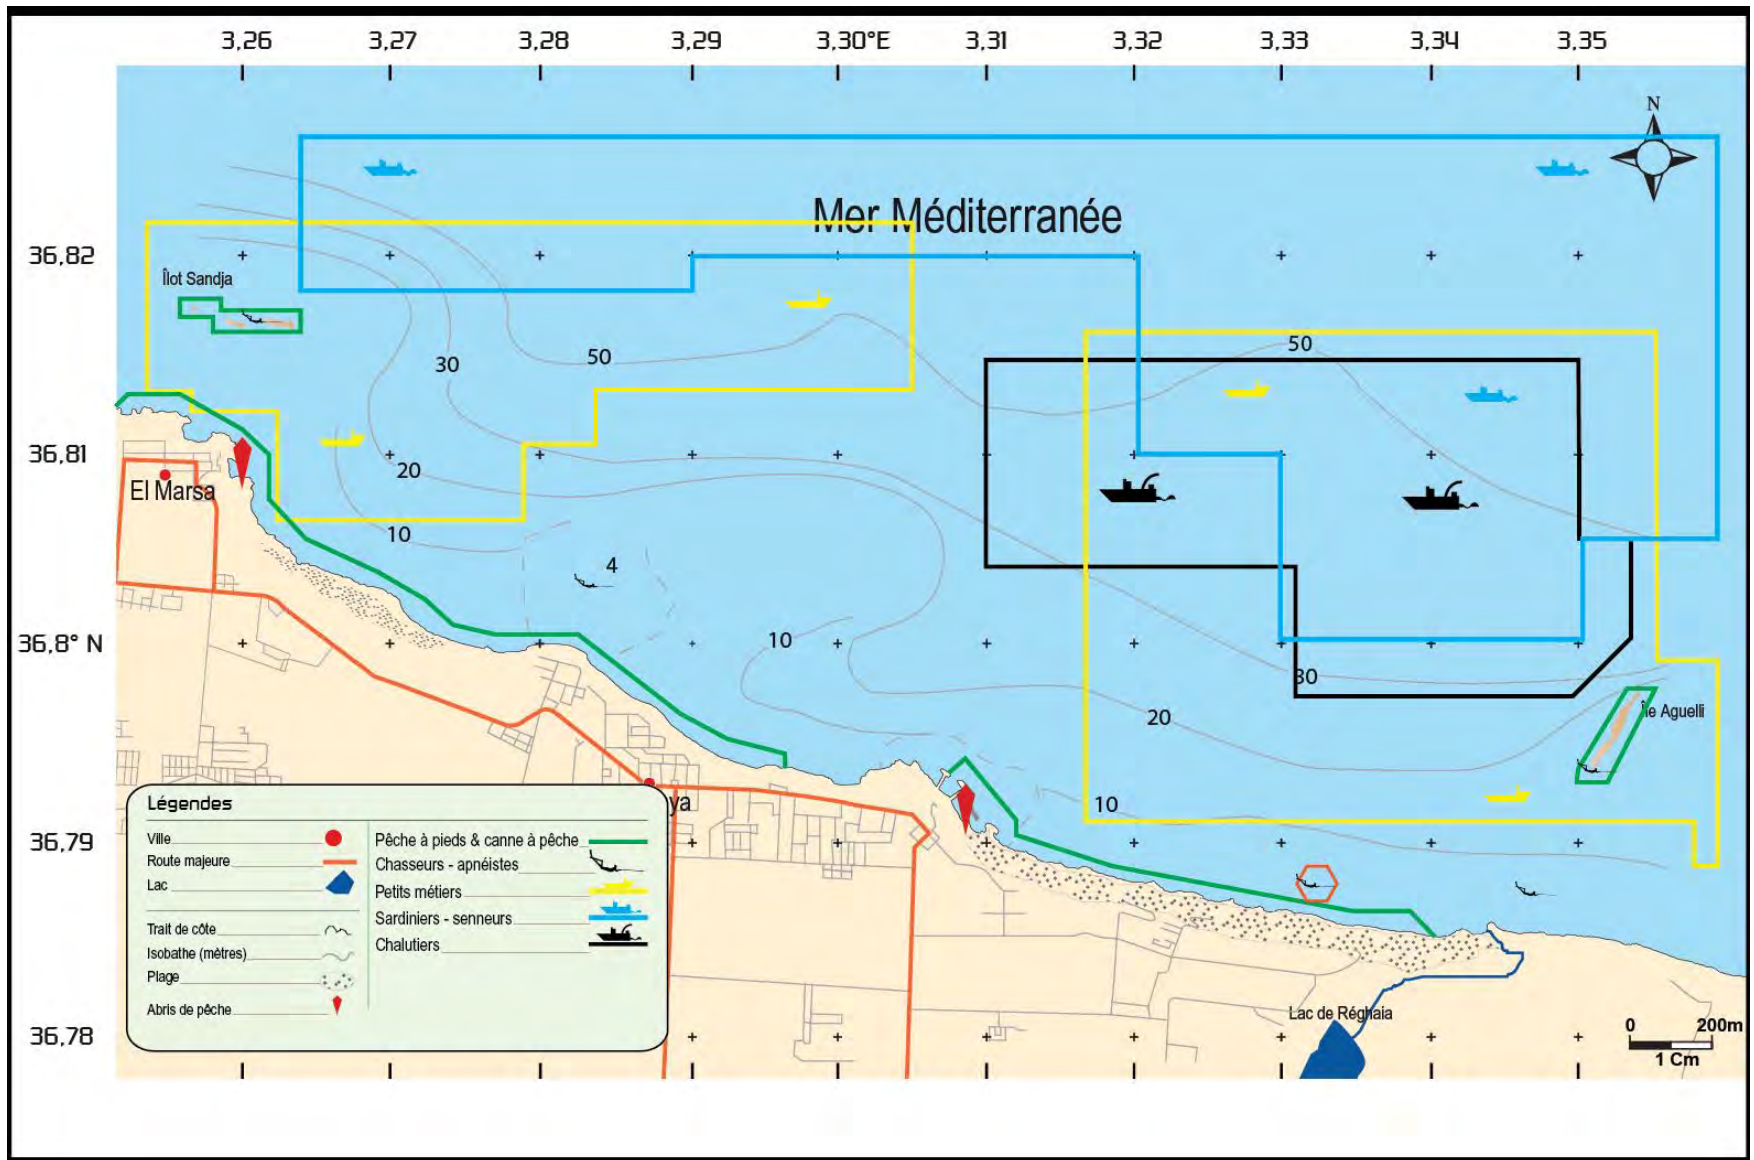 3,26 3,27 3,28 3,29 3,30°E 3,31 3,32 3,33 3,34 3,35
N
Mer Méditerranée
36,82
Îlot Sandja
50
30
50
36,81
20
El Marsa
10
4
36,8° N
10
30
20
Île Aguelli
10
ya
36,79
Légendes
Ville
Route majeure
Lac
Trait de côte
Isobathe (mètres)
Plage
Abris de pêche
Pêche à pieds & canne à pêche
Chasseurs - apnéistes
Petits métiers
Sardiniers - senneurs
Chalutiers
Lac de Réghaia
36,78
0 200m
1 Cm